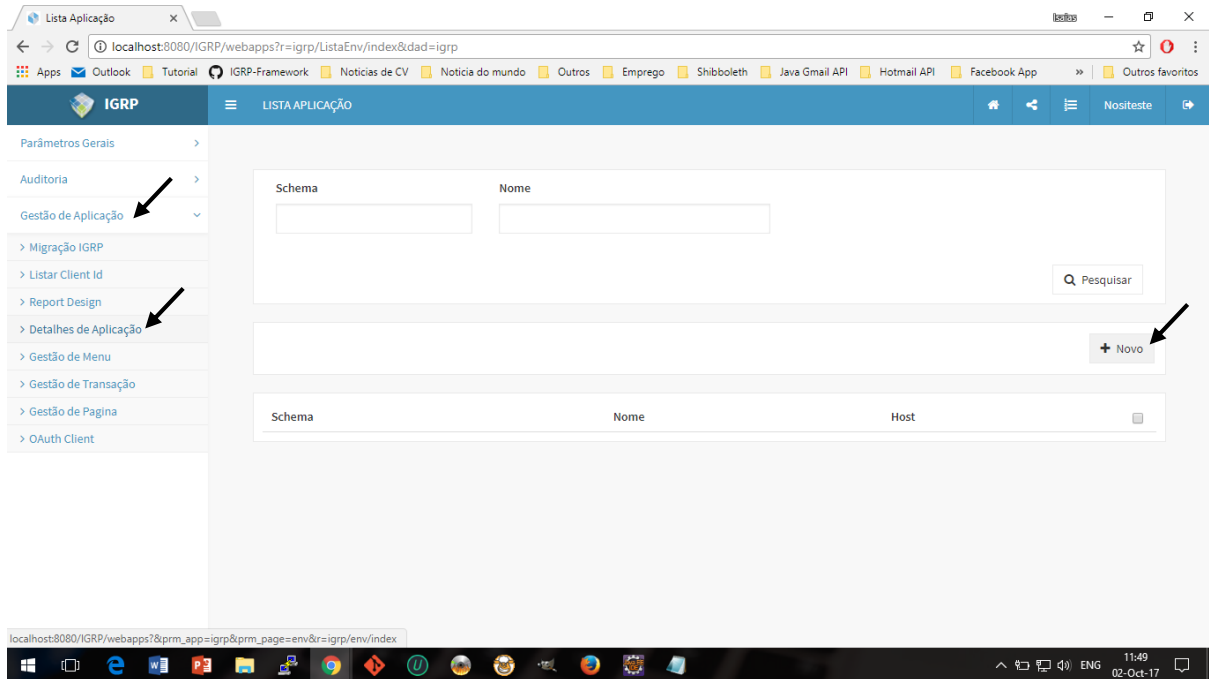 Lista Aplicação
Isaias
localhost:8080/IGRP/webapps?r=igrp/ListaEnv/index&dad=igrp
Apps Outlook Tutorial IGRP-Framework Noticias de CV Noticia do mundo Outros Emprego Shibboleth Java Gmail API Hotmail API Facebook App » Outros favoritos
IGRP LISTA APLICAÇÃO Nositeste
Parâmetros Gerais
Auditoria
Schema Nome
Gestão de Aplicação
> Migração IGRP
> Listar Client Id
Pesquisar
> Report Design
> Detalhes de Aplicação
+ Novo
> Gestão de Menu
> Gestão de Transação
> Gestão de Pagina
Schema Nome Host
> OAuth Client
localhost:8080/IGRP/webapps?&prm_app=igrp&prm_page=env&r=igrp/env/index
ENG 11:49
02-Oct-17